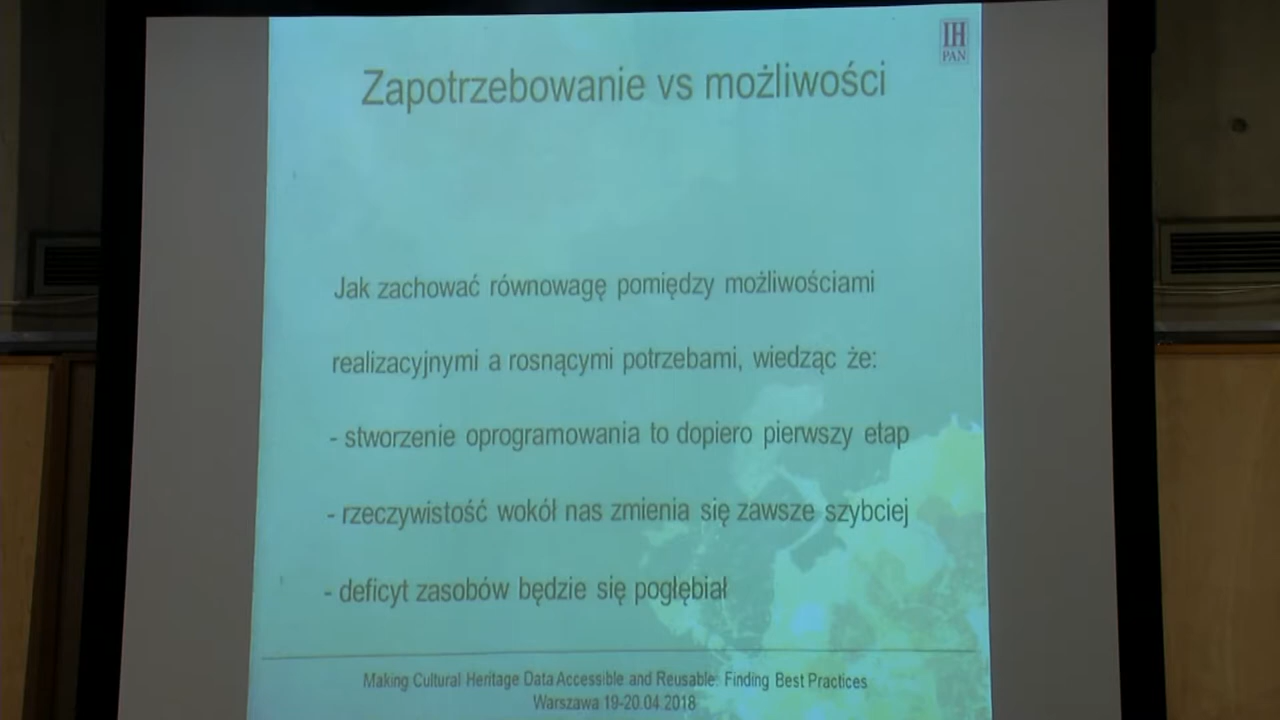 IH
PAN
Zapotrzebowanie vs możliwości
Jak zachować równowagę pomiędzy możliwościami
realizacyjnymi a rosnącymi potrzebami, wiedząc że:
- stworzenie oprogramowania to dopiero pierwszy etap
- rzeczywistość wokół nas zmienia się zawsze szybciej
- deficyt zasobów będzie się pogłębiał
Making Cultural Heritage Data Accessible and Reusable: Finding Best Practices
Warszawa 19-20.04.2018